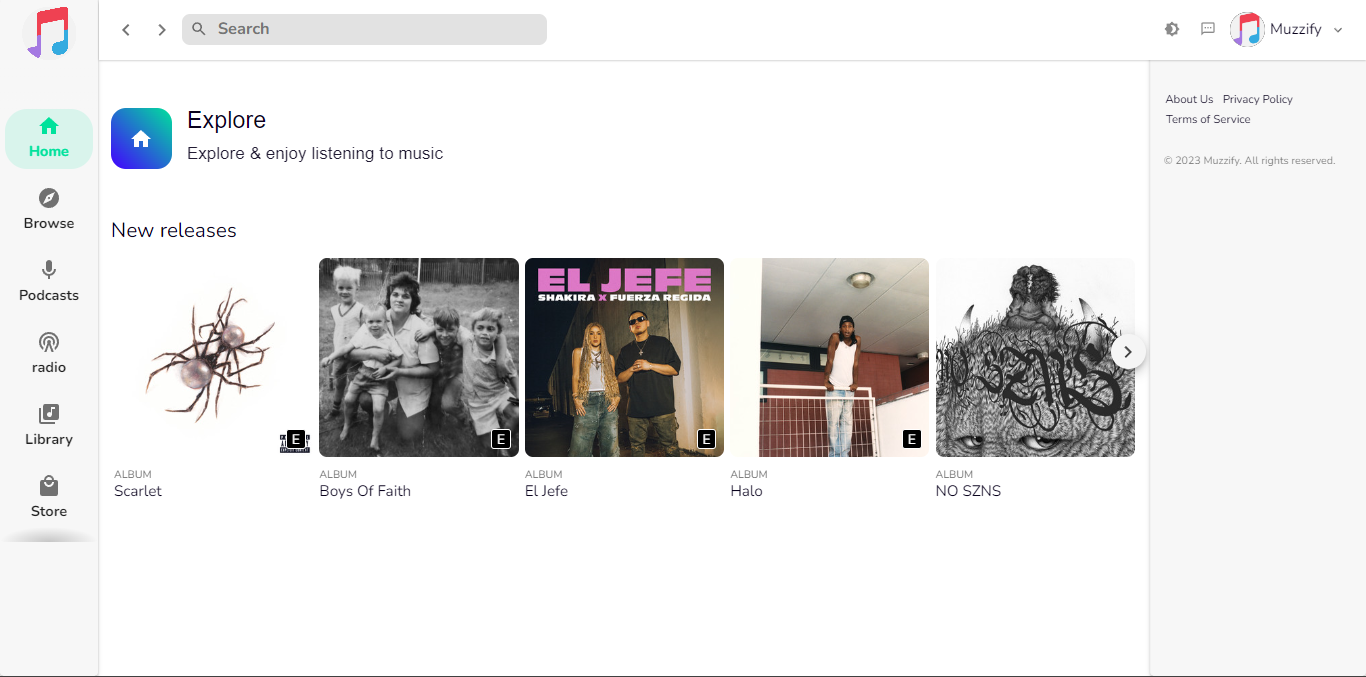 Search
Muzzify
Home
Browse
Podcasts
radio
Library
Store
Explore
Explore & enjoy listening to music
New releases
E
ALBUM
Scarlet
E
ALBUM
Boys Of Faith
EL JEFE
SHAKIRA X FUERZA REGIDA
E
ALBUM
El Jefe
E
ALBUM
Halo
NO SZNS
ALBUM
NO SZNS
About Us Privacy Policy
Terms of Service
© 2023 Muzzify. All rights reserved.